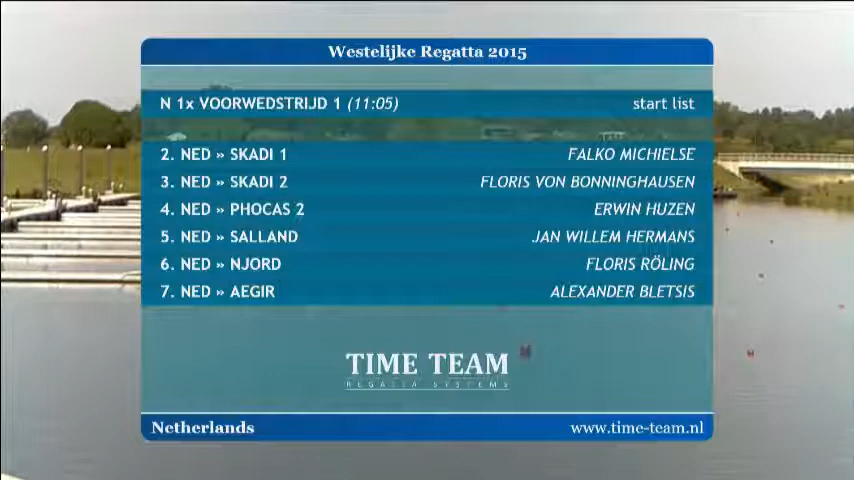 Westelijke Regatta 2015
N 1x VOORWEDSTRIJD 1 (11:05) start list
2. NED » SKADI 1 FALKO MICHIELSE
3. NED » SKADI 2 FLORIS VON BONNINGHAUSEN
4. NED » PHOCAS 2 ERWIN HUZEN
5. NED » SALLAND JAN WILLEM HERMANS
6. NED » NJORD FLORIS RÖLING
7. NED » AEGIR ALEXANDER BLETSIS
TIME TEAM
REGATTA SYSTEMS
Netherlands www.time-team.nl